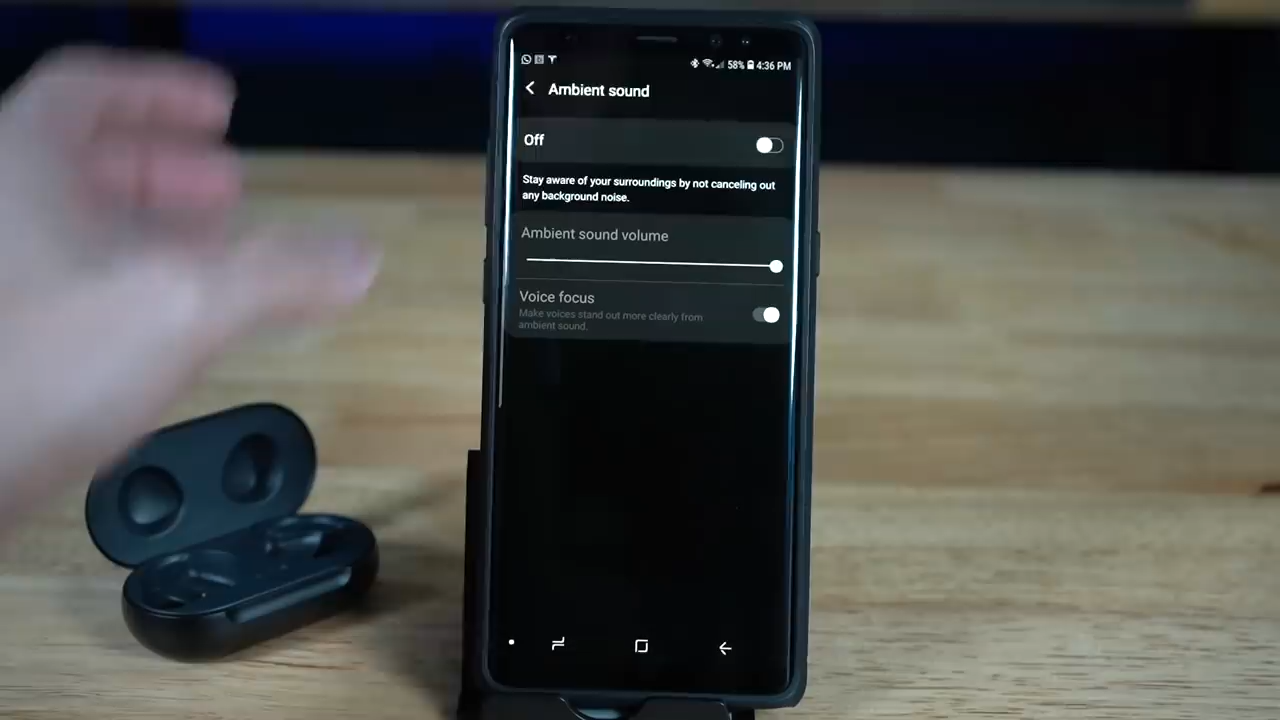 58% 4:36 PM
Ambient sound
Off
Stay aware of your surroundings by not canceling out
any background noise.
Ambient sound volume
Voice focus
Make voices stand out more clearly from
ambient sound.